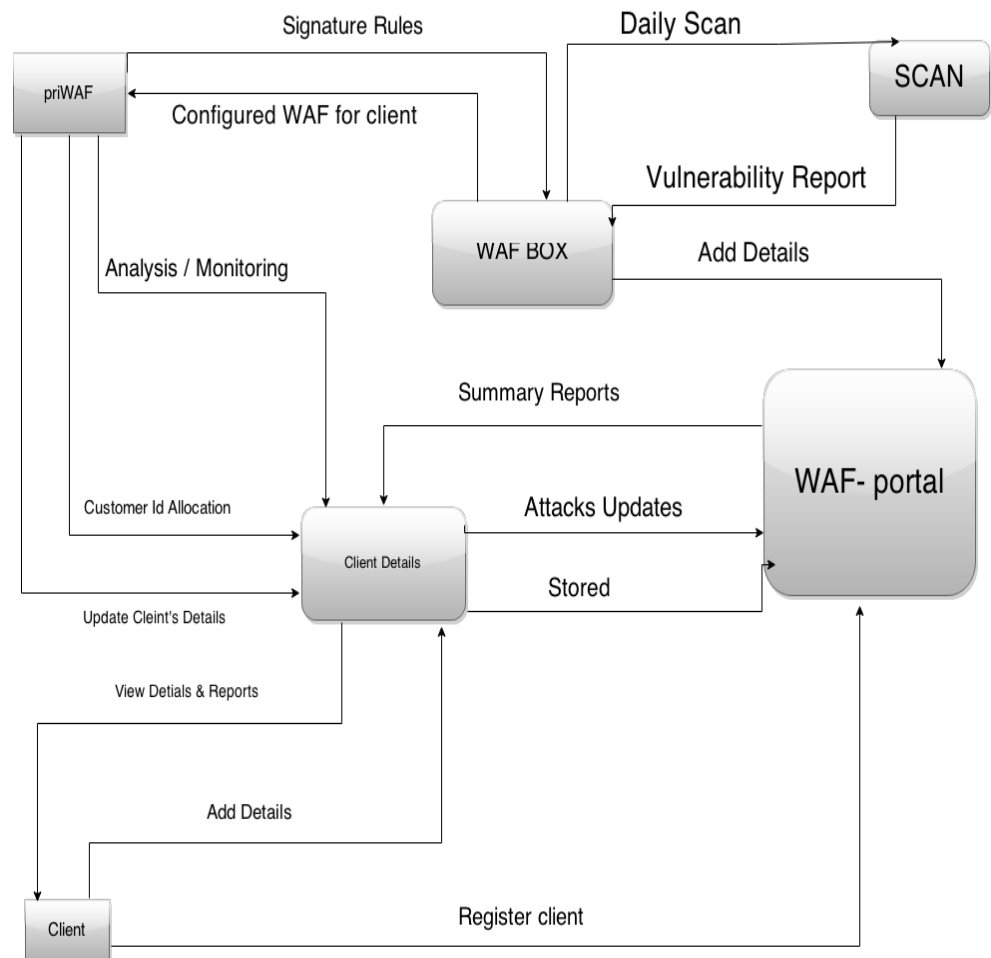 Signature Rules
Daily Scan
SCAN
priWAF
Configured WAF for client
Vulnerability Report
WAF BOX
Add Details
Analysis / Monitoring
Summary Reports
WAF- portal
Customer Id Allocation
Attacks Updates
Client Details
Stored
Update Cleint's Details
View Detials & Reports
Add Details
Register client
Client